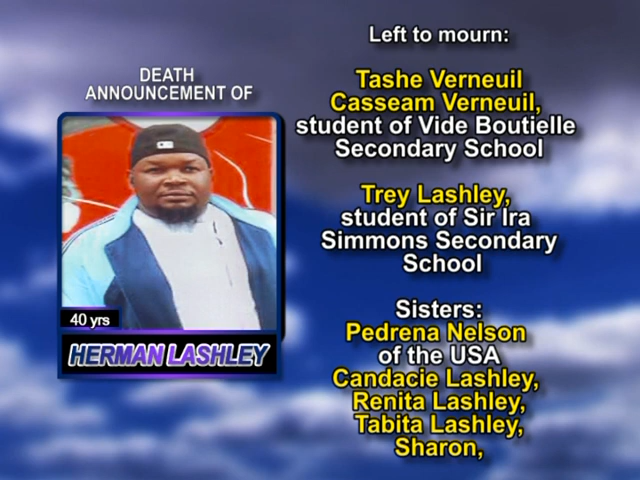 DEATH
ANNOUNCEMENT OF
40 yrs
HERMAN LASHLEY
Left to mourn:
Tashe Verneuil
Casseam Verneuil,
student of Vide Boutielle
Secondary School
Trey Lashley,
student of Sir Ira
Simmons Secondary
School
Sisters:
Pedrena Nelson
of the USA
Candacie Lashley,
Renita Lashley,
Tabita Lashley,
Sharon,